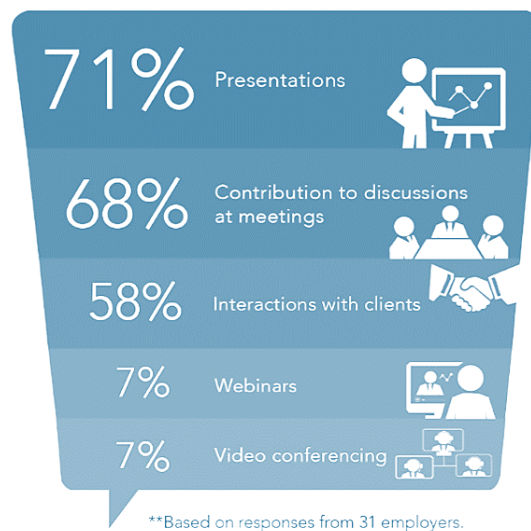 71% Presentations
68% Contribution to discussions
at meetings
58% Interactions with clients
7% Webinars
7% Video conferencing
**Based on responses from 31 employers.